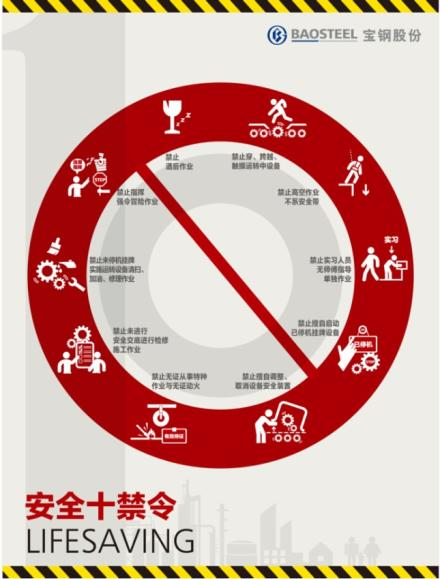 BAOSTEEL 宝钢股份
禁止
酒后作业
禁止穿、跨越、
触摸运转中设备
禁止高空作业
不系安全带
实习
禁止实习人员
无师傅指导
单独作业
禁止擅自启动
已停机挂牌设备
已停机
禁止擅自调整、
取消设备安全装置
禁止无证从事特种
作业与无证动火
禁止未进行
安全交底进行检修
施工作业
禁止未停机挂牌
实施运转设备清扫、
加油、修理作业
禁止指挥
强令冒险作业
STOP
安全十禁令
LIFESAVING